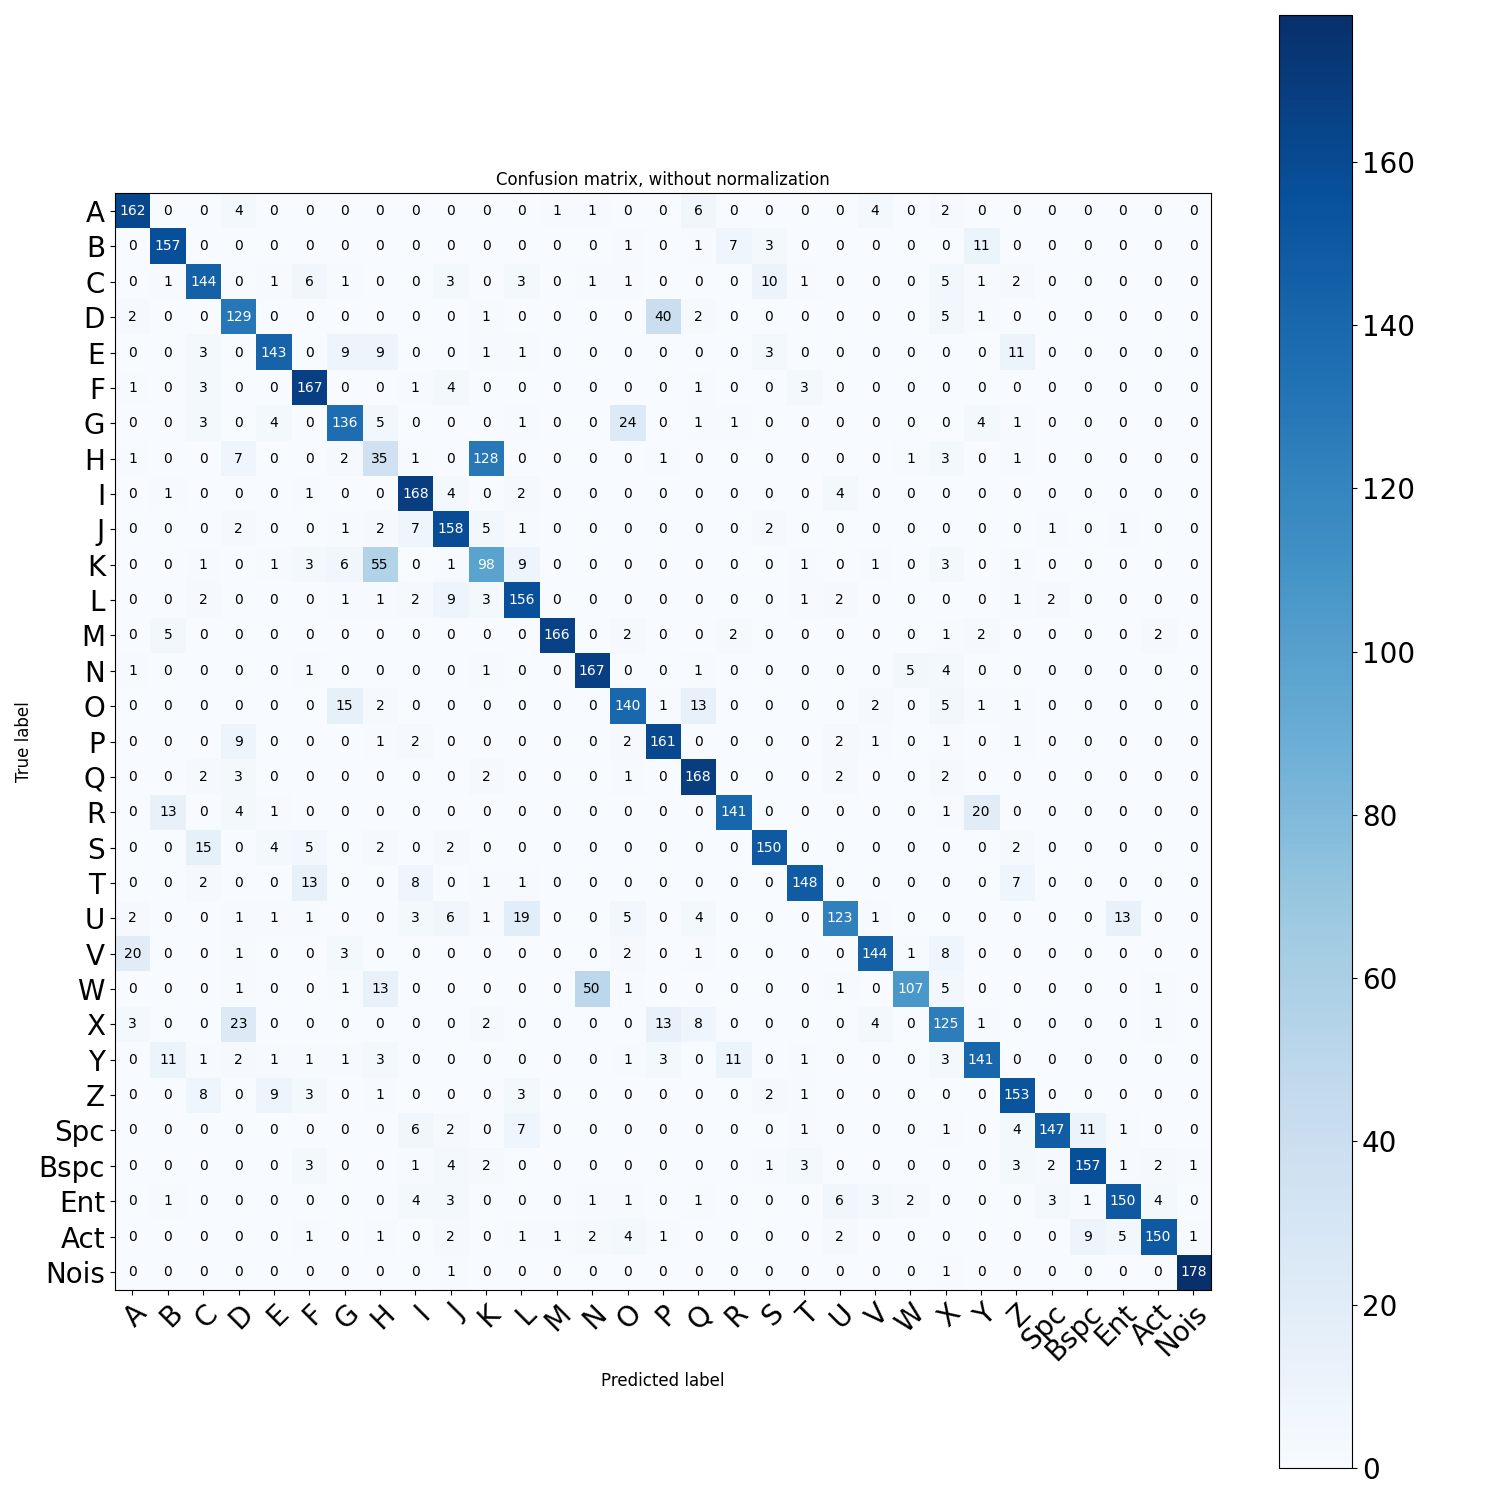 Confusion matrix, without normalization
A 162 0 0 4 0 0 0 0 0 0 0 0 1 1 0 0 6 0 0 0 0 4 0 2 0 0 0 0 0 0 0
B 0 157 0 0 0 0 0 0 0 0 0 0 0 0 1 0 1 7 3 0 0 0 0 0 11 0 0 0 0 0 0
C 0 1 144 0 1 6 1 0 0 3 0 3 0 1 1 0 0 0 10 1 0 0 0 5 1 2 0 0 0 0 0
D 2 0 0 129 0 0 0 0 0 0 1 0 0 0 0 40 2 0 0 0 0 0 0 5 1 0 0 0 0 0 0
E 0 0 3 0 143 0 9 9 0 0 1 1 0 0 0 0 0 0 3 0 0 0 0 0 0 11 0 0 0 0 0
F 1 0 3 0 0 167 0 0 1 4 0 0 0 0 0 0 1 0 0 3 0 0 0 0 0 0 0 0 0 0 0
G 0 0 3 0 4 0 136 5 0 0 0 1 0 0 24 0 1 1 0 0 0 0 0 0 4 1 0 0 0 0 0
H 1 0 0 7 0 0 2 35 1 0 128 0 0 0 0 1 0 0 0 0 0 0 1 3 0 1 0 0 0 0 0
I 0 1 0 0 0 1 0 0 168 4 0 2 0 0 0 0 0 0 0 0 4 0 0 0 0 0 0 0 0 0 0
J 0 0 0 2 0 0 1 2 7 158 5 1 0 0 0 0 0 0 2 0 0 0 0 0 0 0 1 0 1 0 0
K 0 0 1 0 1 3 6 55 0 1 98 9 0 0 0 0 0 0 0 1 0 1 0 3 0 1 0 0 0 0 0
L 0 0 2 0 0 0 1 1 2 9 3 156 0 0 0 0 0 0 0 1 2 0 0 0 0 1 2 0 0 0 0
M 0 5 0 0 0 0 0 0 0 0 0 0 166 0 2 0 0 2 0 0 0 0 0 1 2 0 0 0 0 2 0
N 1 0 0 0 0 1 0 0 0 0 1 0 0 167 0 0 1 0 0 0 0 0 5 4 0 0 0 0 0 0 0
O 0 0 0 0 0 0 15 2 0 0 0 0 0 0 140 1 13 0 0 0 0 2 0 5 1 1 0 0 0 0 0
P 0 0 0 9 0 0 0 1 2 0 0 0 0 0 2 161 0 0 0 0 2 1 0 1 0 1 0 0 0 0 0
Q 0 0 2 3 0 0 0 0 0 0 2 0 0 0 1 0 168 0 0 0 2 0 0 2 0 0 0 0 0 0 0
R 0 13 0 4 1 0 0 0 0 0 0 0 0 0 0 0 0 141 0 0 0 0 0 1 20 0 0 0 0 0 0
S 0 0 15 0 4 5 0 2 0 2 0 0 0 0 0 0 0 0 150 0 0 0 0 0 0 2 0 0 0 0 0
T 0 0 2 0 0 13 0 0 8 0 1 1 0 0 0 0 0 0 0 148 0 0 0 0 0 7 0 0 0 0 0
U 2 0 0 1 1 1 0 0 3 6 1 19 0 0 5 0 4 0 0 0 123 1 0 0 0 0 0 0 13 0 0
V 20 0 0 1 0 0 3 0 0 0 0 0 0 0 2 0 1 0 0 0 0 144 1 8 0 0 0 0 0 0 0
W 0 0 0 1 0 0 1 13 0 0 0 0 0 50 1 0 0 0 0 0 1 0 107 5 0 0 0 0 0 1 0
X 3 0 0 23 0 0 0 0 0 0 2 0 0 0 0 13 8 0 0 0 0 4 0 125 1 0 0 0 0 1 0
Y 0 11 1 2 1 1 1 3 0 0 0 0 0 0 1 3 0 11 0 1 0 0 0 3 141 0 0 0 0 0 0
Z 0 0 8 0 9 3 0 1 0 0 0 3 0 0 0 0 0 0 2 1 0 0 0 0 0 153 0 0 0 0 0
Spc 0 0 0 0 0 0 0 0 6 2 0 7 0 0 0 0 0 0 0 1 0 0 0 1 0 4 147 11 1 0 0
Bspc 0 0 0 0 0 3 0 0 1 4 2 0 0 0 0 0 0 0 1 3 0 0 0 0 0 3 2 157 1 2 1
Ent 0 1 0 0 0 0 0 0 4 3 0 0 0 1 1 0 1 0 0 0 6 3 2 0 0 0 3 1 150 4 0
Act 0 0 0 0 0 1 0 1 0 2 0 1 1 2 4 1 0 0 0 0 2 0 0 0 0 0 0 9 5 150 1
Nois 0 0 0 0 0 0 0 0 0 1 0 0 0 0 0 0 0 0 0 0 0 0 0 1 0 0 0 0 0 0 178
A B C D E F G H I J K L M N O P Q R S T U V W X Y Z Spc Bspc Ent Act Nois
Predicted label
True label
160
140
120
100
80
60
40
20
0